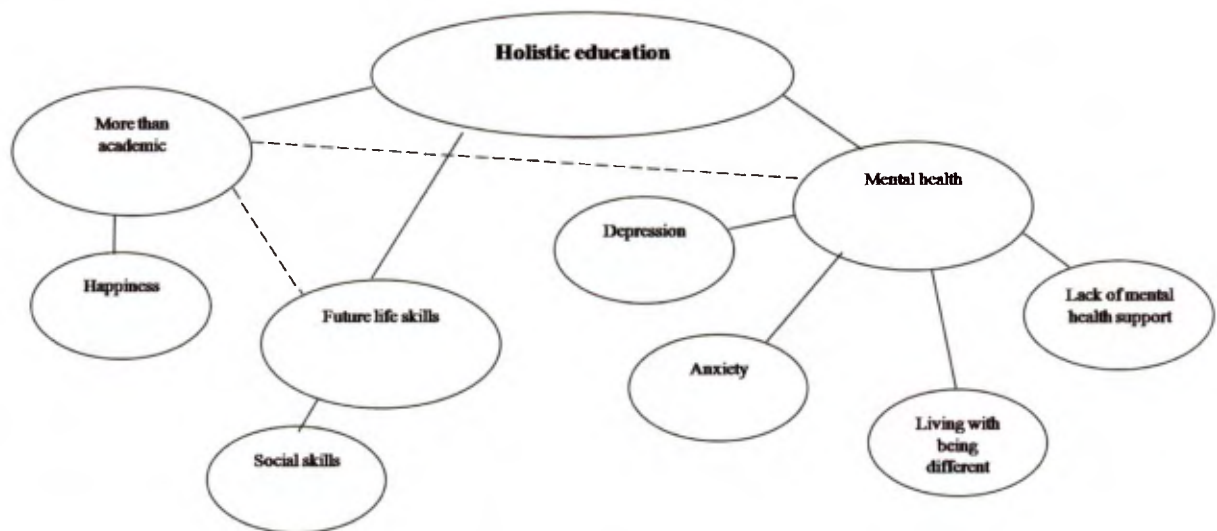 Holistic education
More than
academic
Mental health
Depression
Happiness
Lack of mental
health support
Future life skills
Anxiety
Living with
being
different
Social skills